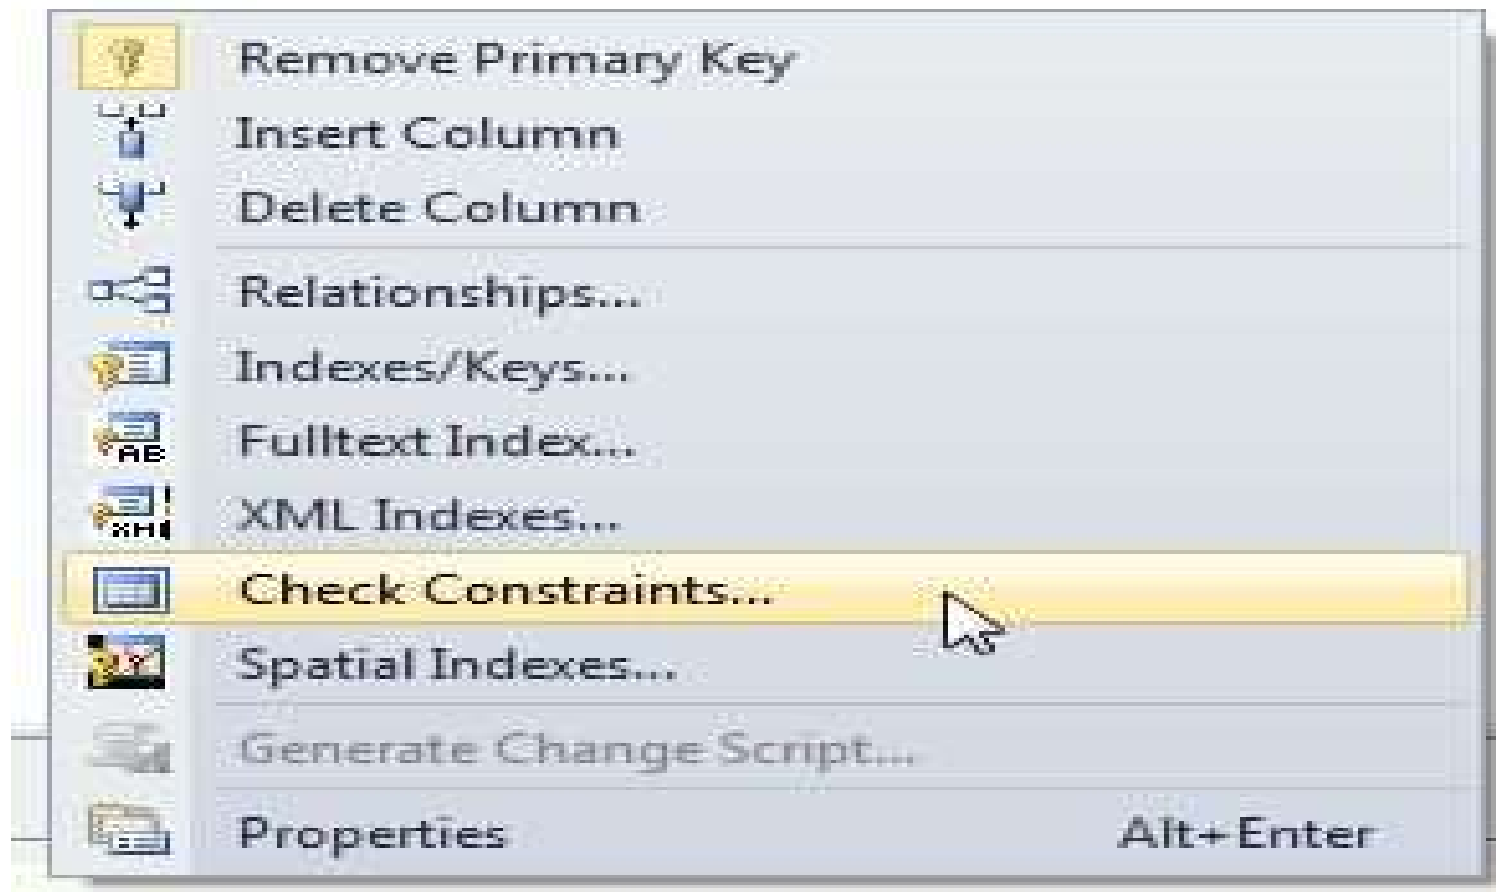 Remove Primary Key
Insert Column
Delete Column
Relationships...
Indexes/Keys...
Fulltext Index...
AB
XML Indexes...
Check Constraints...
Spatial Indexes...
Generate Change Script...
Properties Alt+Enter